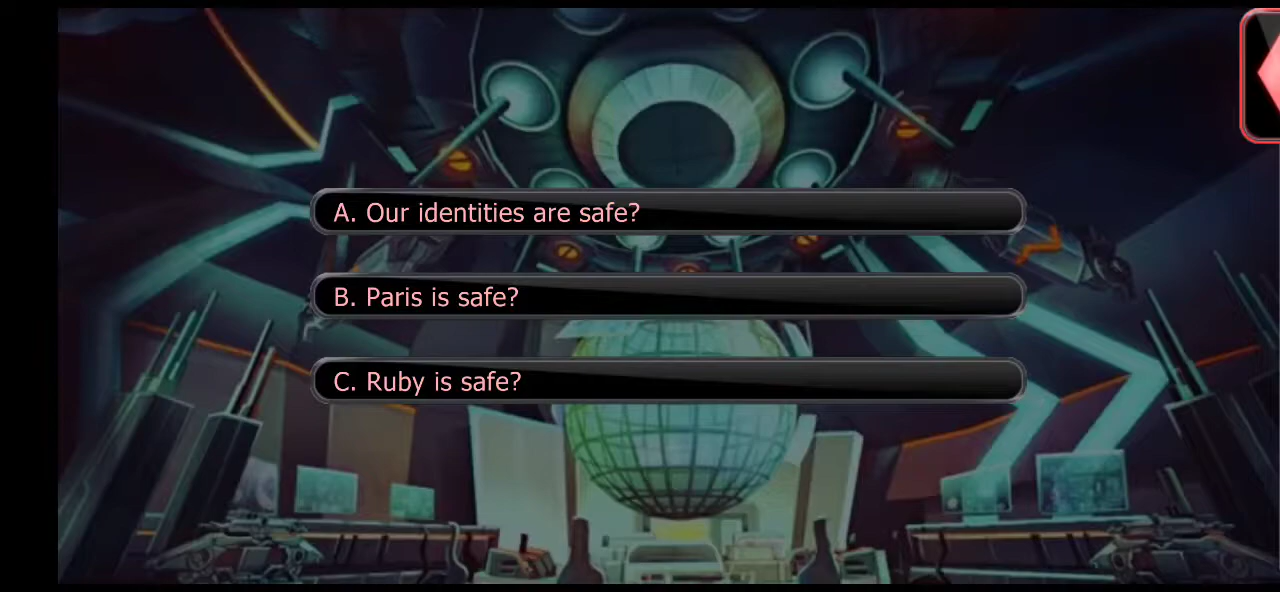 A. Our identities are safe?
B. Paris is safe?
C. Ruby is safe?